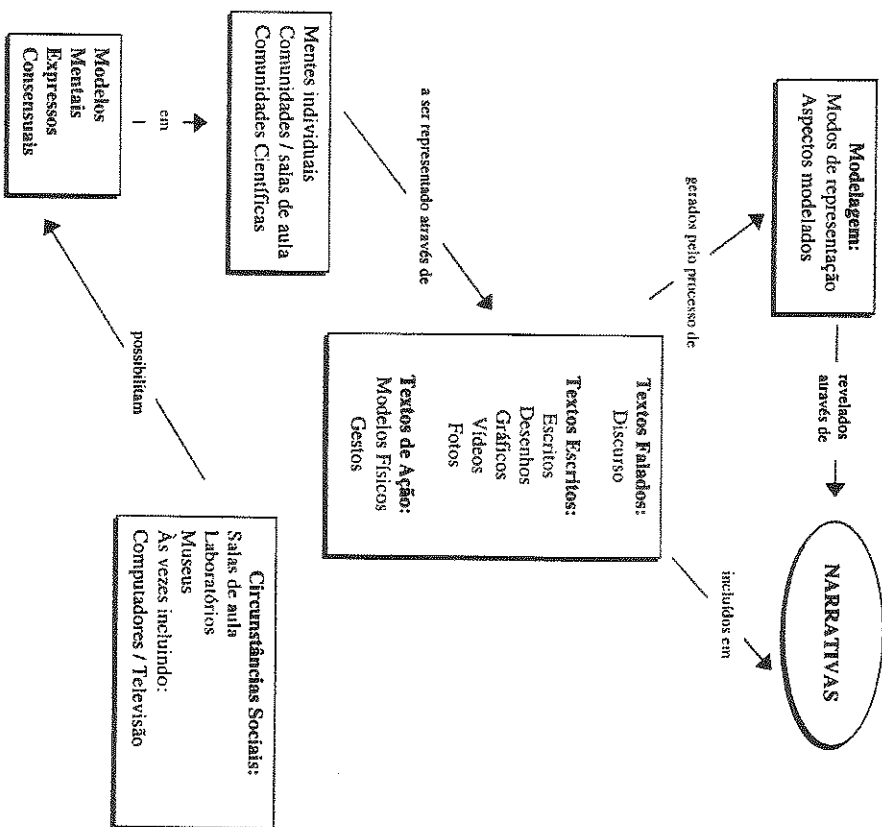 Modelagem:
Modos de representação
Aspectos modelados
revelados
através de
NARRATIVAS
gerados pelo processo de
incluídos em
Textos Falados:
Discurso
Textos Escritos:
Escritos
Desenhos
Gráficos
Vídeos
Fotos
Textos de Ação:
Modelos Físicos
Gestos
a ser representado através de
Mentes individuais
Comunidades / salas de aula
Comunidades Científicas
Circunstâncias Sociais:
Salas de aula
Laboratórios
Museus
Às vezes incluindo:
Computadores / Televisão
em
possibilitam
Modelos
Mentais
Expressos
Consensuais